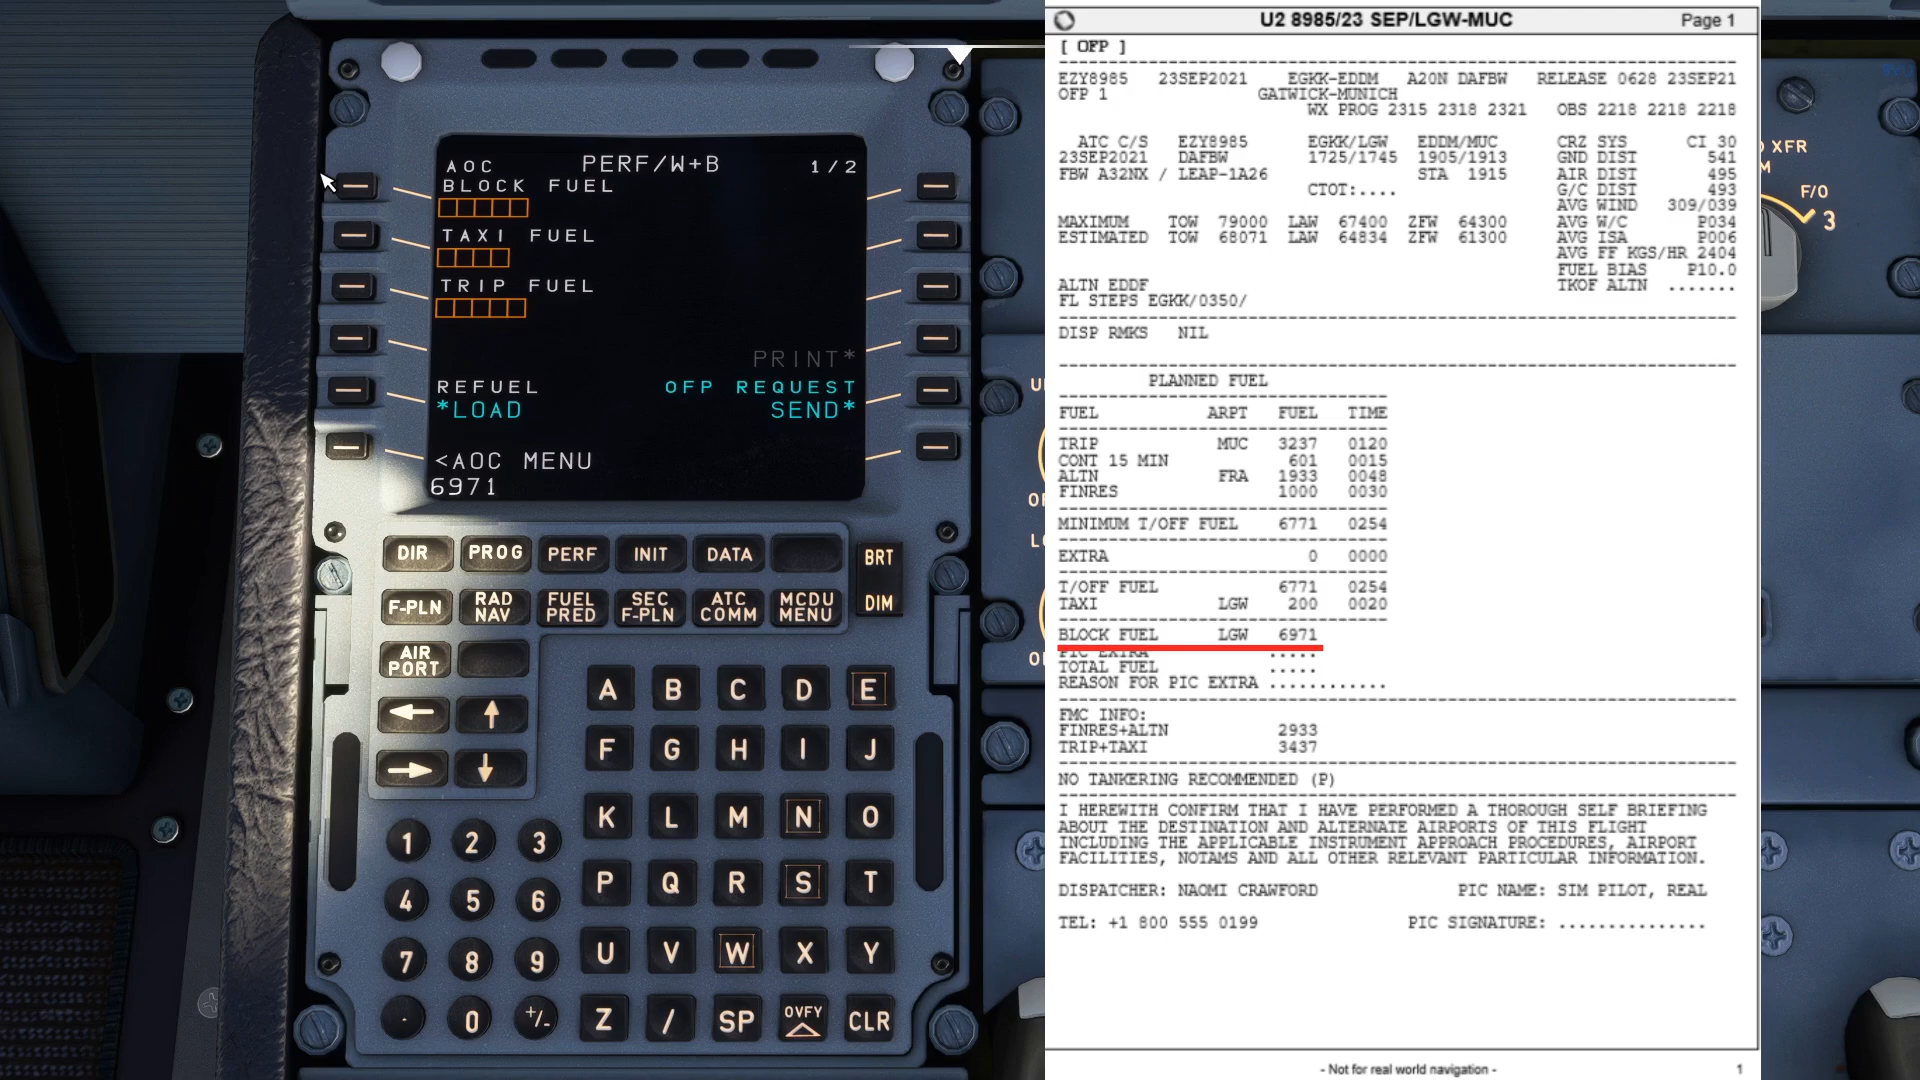 AOC PERF/W+B 1/2
BLOCK FUEL
TAXI FUEL
TRIP FUEL
PRINT*
REFUEL OFP REQUEST
*LOAD SEND*
<AOC MENU
6971
DIR PROG PERF INIT DATA BRT
F-PLN RAD NAV FUEL PRED SEC F-PLN ATC COMM MCDU MENU DIM
AIR PORT
A B C D E
F G H I J
K L M N O
P Q R S T
U V W X Y
Z / SP OVFY CLR
1 2 3
4 5 6
7 8 9
. 0 +/-
XFR
F/O
3
U2 8985/23 SEP/LGW-MUC Page 1
[ OFP ]
EZY8985 23SEP2021 EGKK-EDDM A20N DAFBW RELEASE 0628 23SEP21
OFP 1 GATWICK-MUNICH
WX PROG 2315 2318 2321 OBS 2218 2218 2218
ATC C/S EZY8985 EGKK/LGW EDDM/MUC CRZ SYS CI 30
23SEP2021 DAFBW 1725/1745 1905/1913 GND DIST 541
FBW A32NX / LEAP-1A26 STA 1915 AIR DIST 495
CTOT:.... G/C DIST 493
AVG WIND 309/039
MAXIMUM TOW 79000 LAW 67400 ZFW 64300 AVG W/C P034
ESTIMATED TOW 68071 LAW 64834 ZFW 61300 AVG ISA P006
AVG FF KGS/HR 2404
FUEL BIAS P10.0
ALTN EDDF TKOF ALTN .......
FL STEPS EGKK/0350/
DISP RMKS NIL
PLANNED FUEL
FUEL ARPT FUEL TIME
TRIP MUC 3237 0120
CONT 15 MIN 601 0015
ALTN FRA 1933 0048
FINRES 1000 0030
MINIMUM T/OFF FUEL 6771 0254
EXTRA 0 0000
T/OFF FUEL 6771 0254
TAXI LGW 200 0020
BLOCK FUEL LGW 6971
PIC EXTRA .....
TOTAL FUEL .....
REASON FOR PIC EXTRA ............
FMC INFO:
FINRES+ALTN 2933
TRIP+TAXI 3437
NO TANKERING RECOMMENDED (P)
I HEREWITH CONFIRM THAT I HAVE PERFORMED A THOROUGH SELF BRIEFING
ABOUT THE DESTINATION AND ALTERNATE AIRPORTS OF THIS FLIGHT
INCLUDING THE APPLICABLE INSTRUMENT APPROACH PROCEDURES, AIRPORT
FACILITIES, NOTAMS AND ALL OTHER RELEVANT PARTICULAR INFORMATION.
DISPATCHER: NAOMI CRAWFORD PIC NAME: SIM PILOT, REAL
TEL: +1 800 555 0199 PIC SIGNATURE: ...............
- Not for real world navigation - 1